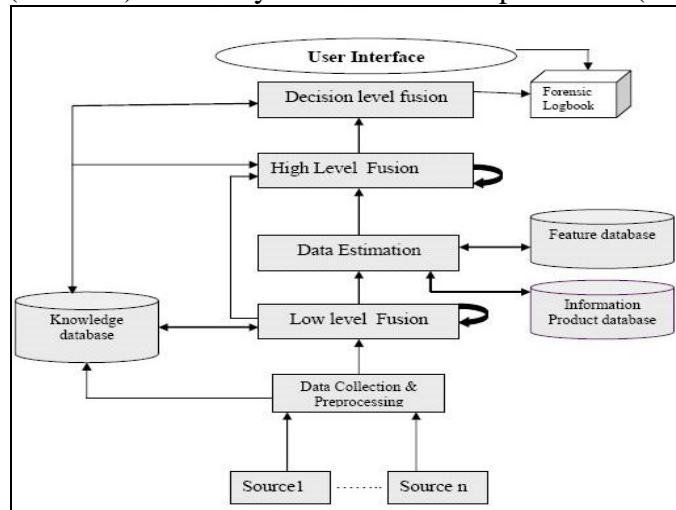 User Interface
Decision level fusion
Forensic
Logbook
High Level Fusion
Data Estimation
Feature database
Knowledge
database
Low level Fusion
Information
Product database
Data Collection &
Preprocessing
Source1 ........ Source n